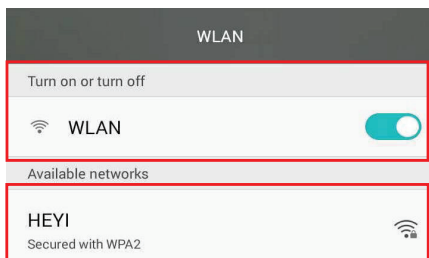 WLAN
Turn on or turn off
WLAN
Available networks
HEYI
Secured with WPA2